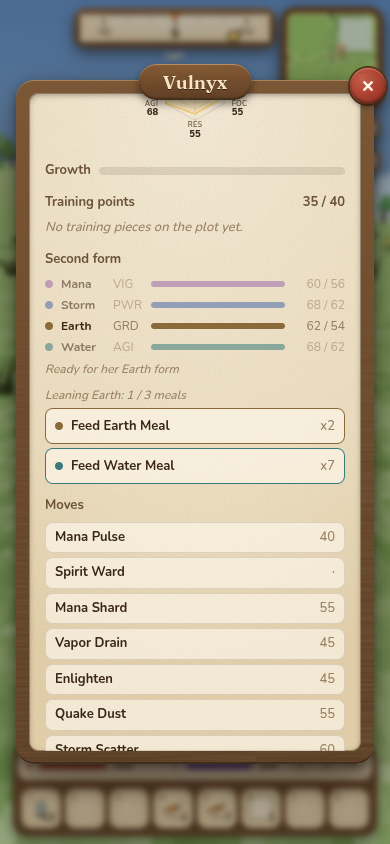 Vulnyx
AGI
68
FOC
55
RES
55
Growth
Training points 35 / 40
No training pieces on the plot yet.
Second form
Mana VIG 60 / 56
Storm PWR 68 / 62
Earth GRD 62 / 54
Water AGI 68 / 62
Ready for her Earth form
Leaning Earth: 1 / 3 meals
Feed Earth Meal x2
Feed Water Meal x7
Moves
Mana Pulse 40
Spirit Ward ·
Mana Shard 55
Vapor Drain 45
Enlighten 45
Quake Dust 55
Storm Scatter 60